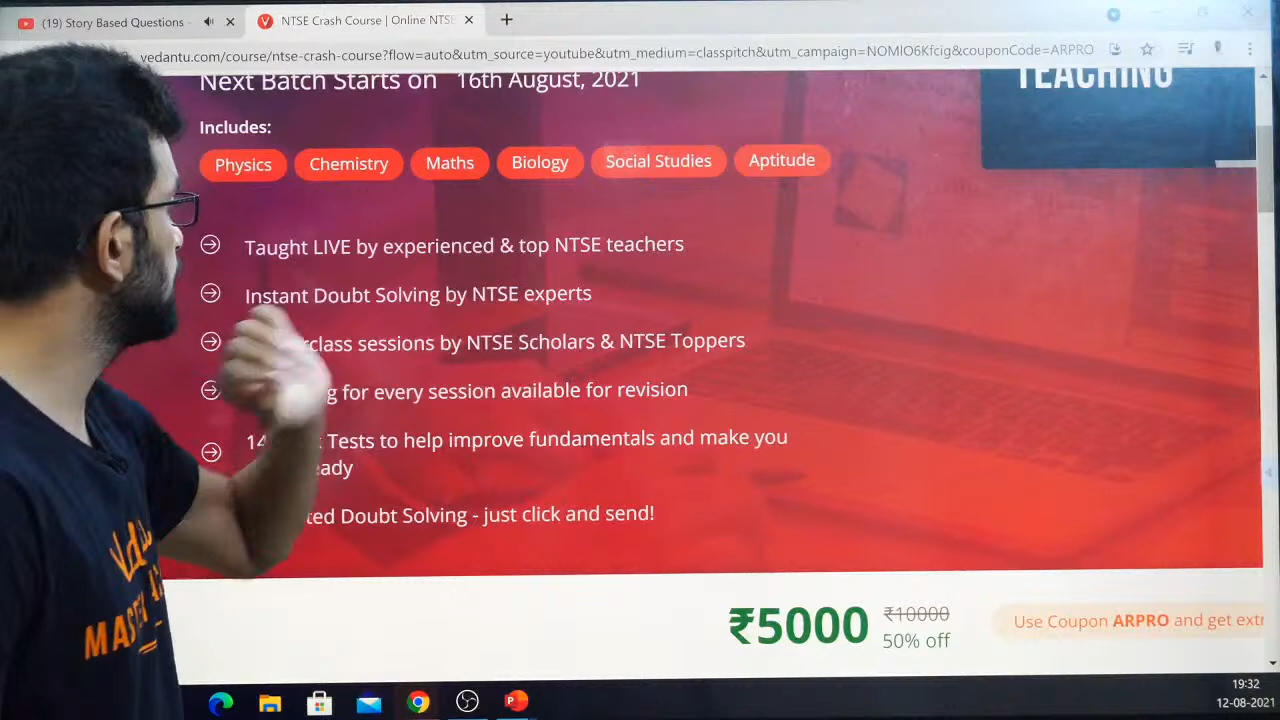 (19) Story Based Questions -
NTSE Crash Course | Online NTSE
vedantu.com/course/ntse-crash-course?flow=auto&utm_source=youtube&utm_medium=classpitch&utm_campaign=NOMIO6Kfcig&couponCode=ARPRO
TEACHING
Next Batch Starts on 16th August, 2021
Includes:
Physics Chemistry Maths Biology Social Studies Aptitude
Taught LIVE by experienced & top NTSE teachers
Instant Doubt Solving by NTSE experts
sessions by NTSE Scholars & NTSE Toppers
for every session available for revision
14 Tests to help improve fundamentals and make you
Doubt Solving - just click and send!
₹5000 ₹10000
50% off
Use Coupon ARPRO and get
MAS
19:32
12-08-2021